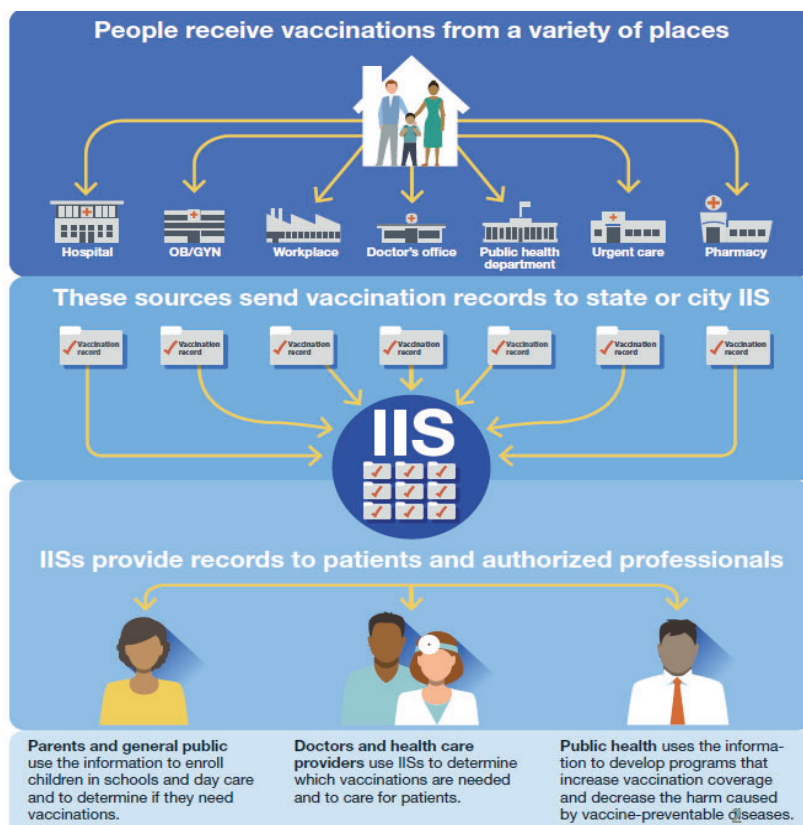 People receive vaccinations from a variety of places
Hospital
OB/GYN
Workplace
Doctor's office
Public health
department
Urgent care
Pharmacy
These sources send vaccination records to state or city IIS
Vaccination
record
Vaccination
record
Vaccination
record
Vaccination
record
Vaccination
record
Vaccination
record
Vaccination
record
IIS
IISs provide records to patients and authorized professionals
Parents and general public
use the information to enroll
children in schools and day care
and to determine if they need
vaccinations.
Doctors and health care
providers use IISs to determine
which vaccinations are needed
and to care for patients.
Public health uses the informa-
tion to develop programs that
increase vaccination coverage
and decrease the harm caused
by vaccine-preventable diseases.